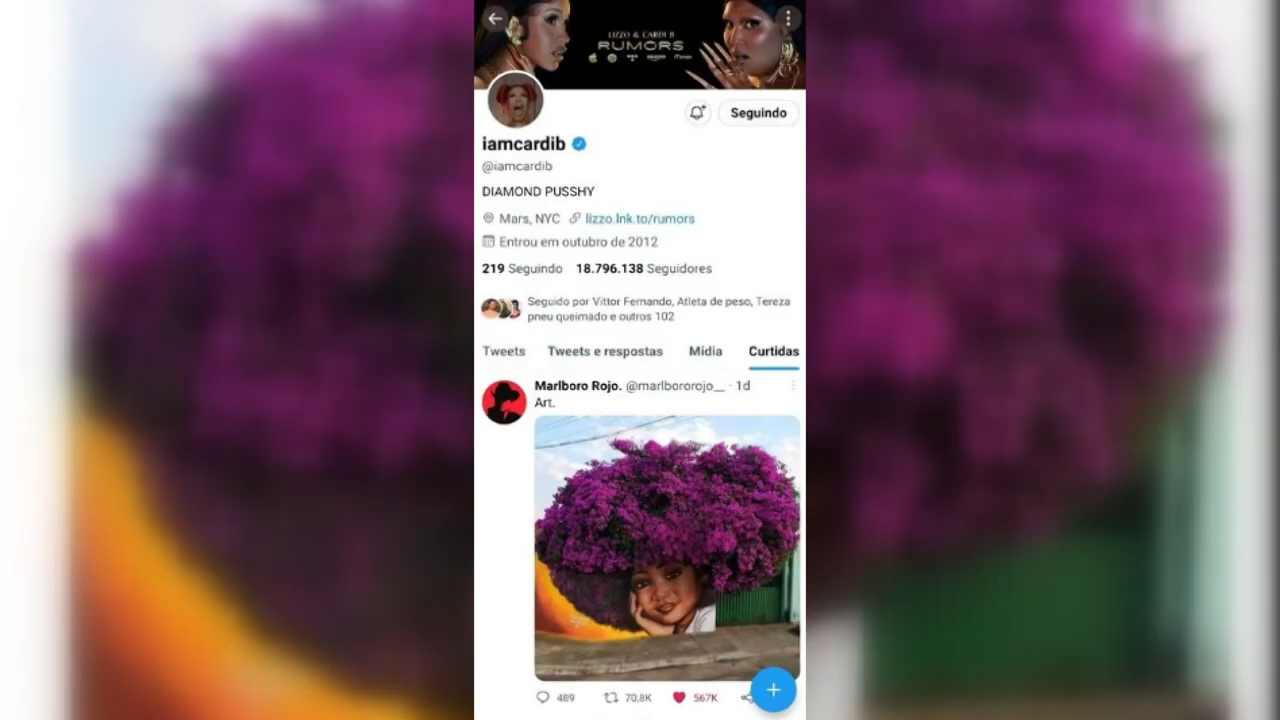 LIZZO & CARDI B
RUMORS
Seguindo
iamcardib
@iamcardib
DIAMOND PUSSHY
Mars, NYC lizzo.lnk.to/rumors
Entrou em outubro de 2012
219 Seguindo 18.796.138 Seguidores
Seguido por Vittor Fernando, Atleta de peso, Tereza
pneu queimado e outros 102
Tweets Tweets e respostas Mídia Curtidas
Marlboro Rojo. @marlbororojo__ · 1d
Art.
489 70,8K 567K